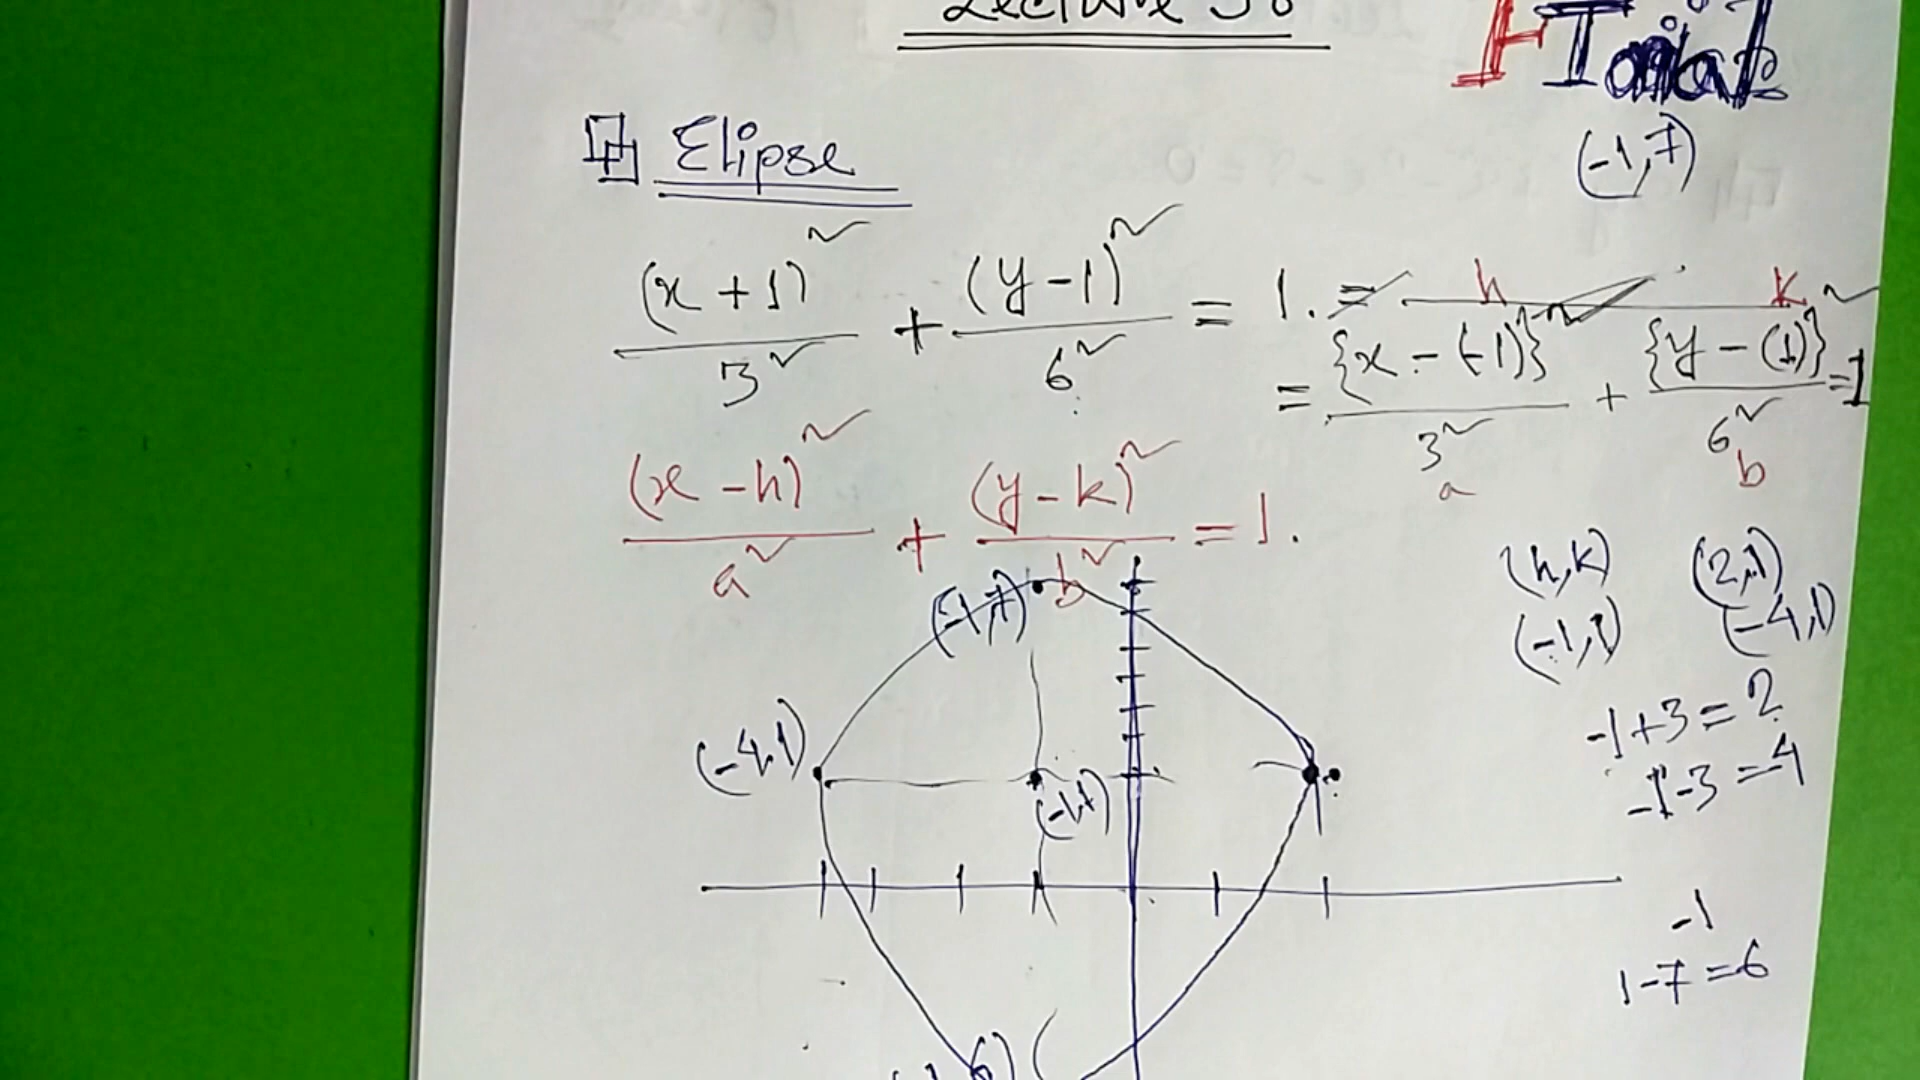 Lecture
Elipse
(-1,7)
(x+1)² / 3² + (y-1)² / 6² = 1.
= {x-(-1)}² / 3² + {y-(1)}² / 6² = 1
h k
a b
(x-h)² / a² + (y-k)² / b² = 1.
(h,k) (2,1)
(-1,1) (-4,1)
-1+3=2
-1-3=-4
(-1,7)
(-4,1)
-1
1-7=6